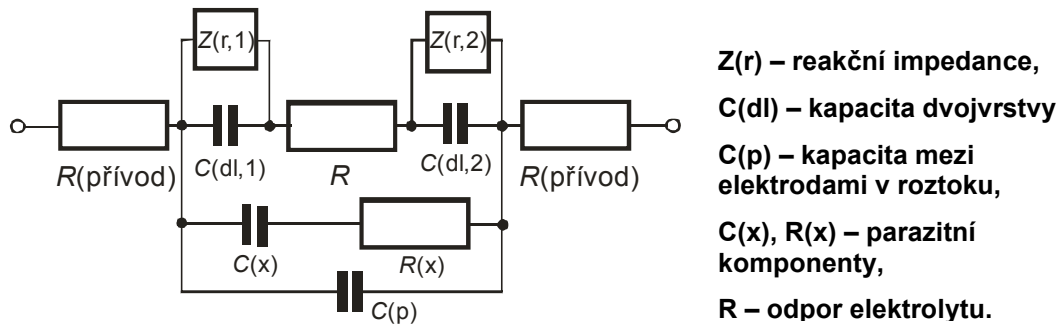 Z(r,1) Z(r,2)
R(přívod) C(dl,1) R C(dl,2) R(přívod)
C(x) R(x)
C(p)
Z(r) – reakční impedance,
C(dl) – kapacita dvojvrstvy
C(p) – kapacita mezi
elektrodami v roztoku,
C(x), R(x) – parazitní
komponenty,
R – odpor elektrolytu.